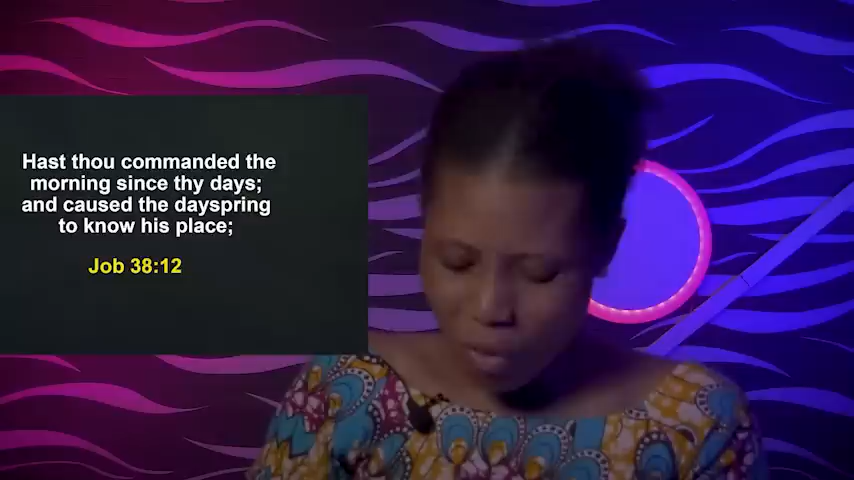 Hast thou commanded the
morning since thy days;
and caused the dayspring
to know his place;
Job 38:12